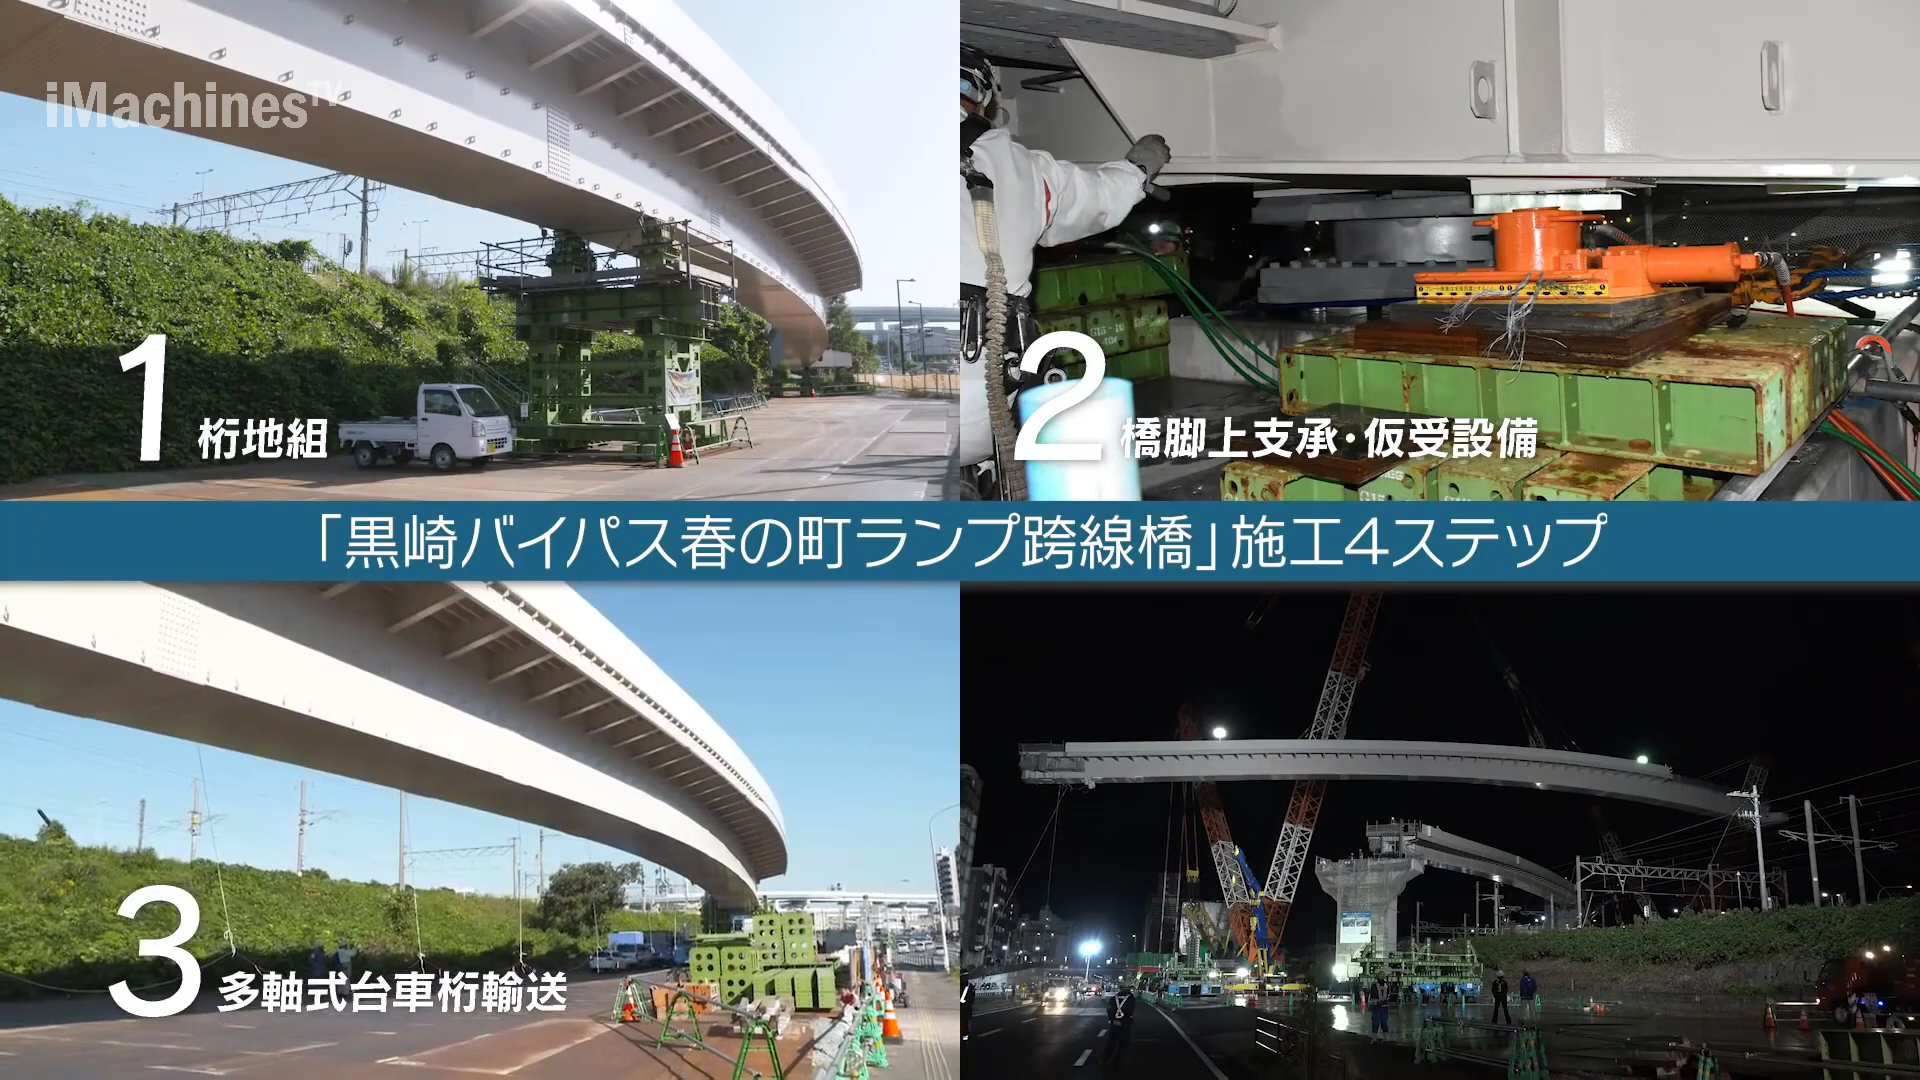 iMachines TV
1 桁地組
2 橋脚上支承・仮受設備
「黒崎バイパス春の町ランプ跨線橋」施工4ステップ
3 多軸式台車桁輸送